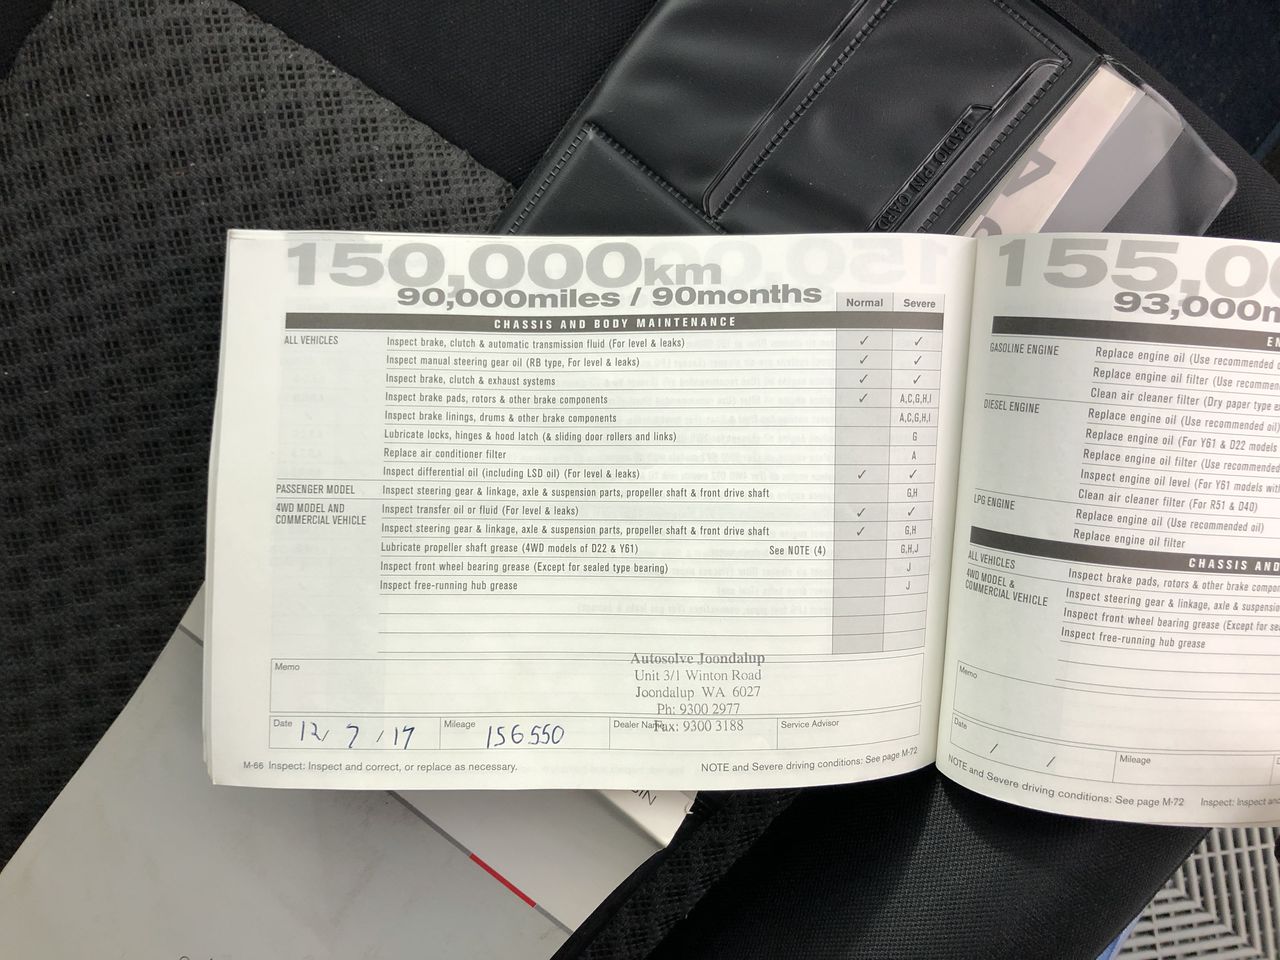 RADIO PIN CARD
150,000km
90,000miles / 90months
Normal Severe
CHASSIS AND BODY MAINTENANCE
ALL VEHICLES Inspect brake, clutch & automatic transmission fluid (For level & leaks) ✓ ✓
Inspect manual steering gear oil (RB type, For level & leaks) ✓ ✓
Inspect brake, clutch & exhaust systems ✓ ✓
Inspect brake pads, rotors & other brake components ✓ A,C,G,H,I
Inspect brake linings, drums & other brake components A,C,G,H,I
Lubricate locks, hinges & hood latch (& sliding door rollers and links) G
Replace air conditioner filter A
Inspect differential oil (including LSD oil) (For level & leaks) ✓ ✓
PASSENGER MODEL Inspect steering gear & linkage, axle & suspension parts, propeller shaft & front drive shaft G,H
4WD MODEL AND Inspect transfer oil or fluid (For level & leaks) ✓ ✓
COMMERCIAL VEHICLE Inspect steering gear & linkage, axle & suspension parts, propeller shaft & front drive shaft ✓ G,H
Lubricate propeller shaft grease (4WD models of D22 & Y61) See NOTE (4) G,H,J
Inspect front wheel bearing grease (Except for sealed type bearing) J
Inspect free-running hub grease J
Memo
Autosolve Joondalup
Unit 3/1 Winton Road
Joondalup WA 6027
Ph: 9300 2977
Fax: 9300 3188
Date 12/7/17 Mileage 156550 Dealer Name Service Advisor
M-66 Inspect: Inspect and correct, or replace as necessary. NOTE and Severe driving conditions: See page M-72
155,0
93,000m
EN
GASOLINE ENGINE Replace engine oil (Use recommended o
Replace engine oil filter (Use recommen
Clean air cleaner filter (Dry paper type e
DIESEL ENGINE Replace engine oil (Use recommended oil)
Replace engine oil (For Y61 & D22 models
Replace engine oil filter (Use recommended
Inspect engine oil level (For Y61 models wit
Clean air cleaner filter (For R51 & D40)
LPG ENGINE Replace engine oil (Use recommended oil)
Replace engine oil filter
CHASSIS AND
ALL VEHICLES Inspect brake pads, rotors & other brake compon
4WD MODEL & Inspect steering gear & linkage, axle & suspensio
COMMERCIAL VEHICLE Inspect front wheel bearing grease (Except for sea
Inspect free-running hub grease
Memo
Date / / Mileage D
NOTE and Severe driving conditions: See page M-72 Inspect: Inspect and